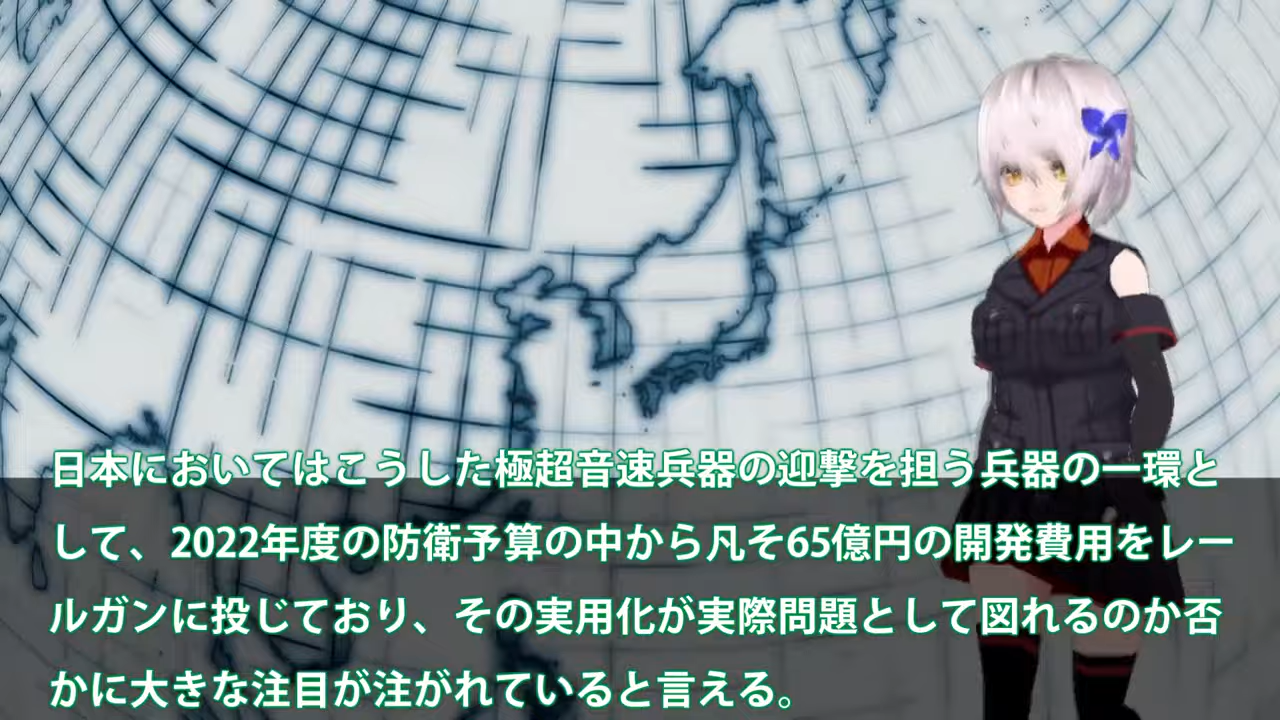 日本においてはこうした極超音速兵器の迎撃を担う兵器の一環と
して、2022年度の防衛予算の中から凡そ65億円の開発費用をレー
ルガンに投じており、その実用化が実際問題として図れるのか否
かに大きな注目が注がれていると言える。